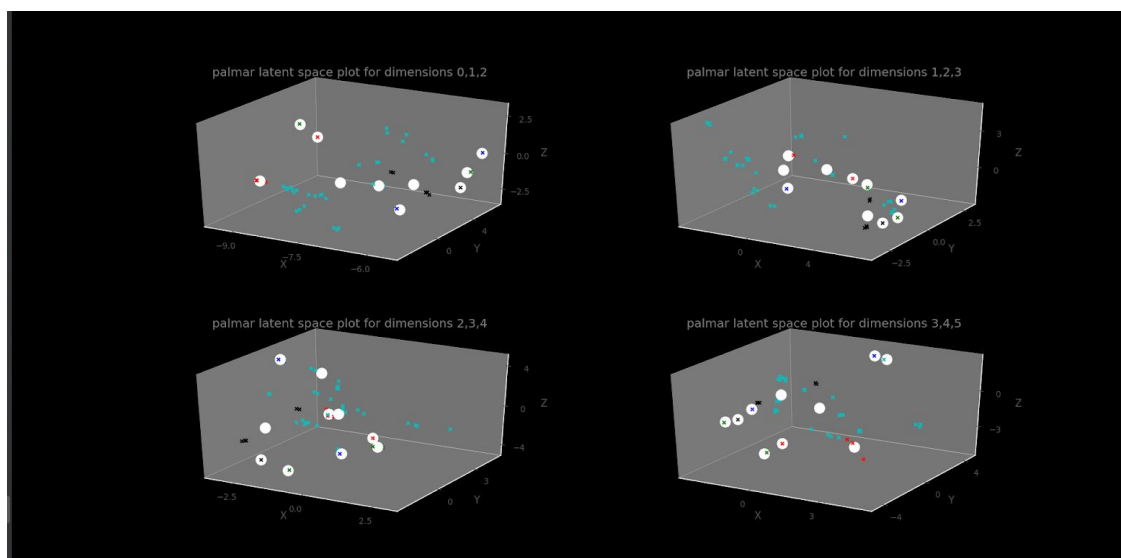 palmar latent space plot for dimensions 0,1,2
2.5
0.0
Z
−2.5
4
Y
0
−9.0
−7.5
X
−6.0
palmar latent space plot for dimensions 1,2,3
3
0
Z
2.5
0.0
Y
−2.5
0
X
4
palmar latent space plot for dimensions 2,3,4
4
0
Z
−4
3
Y
0
−2.5
0.0
X
2.5
palmar latent space plot for dimensions 3,4,5
0
Z
−3
4
Y
0
−4
0
X
3